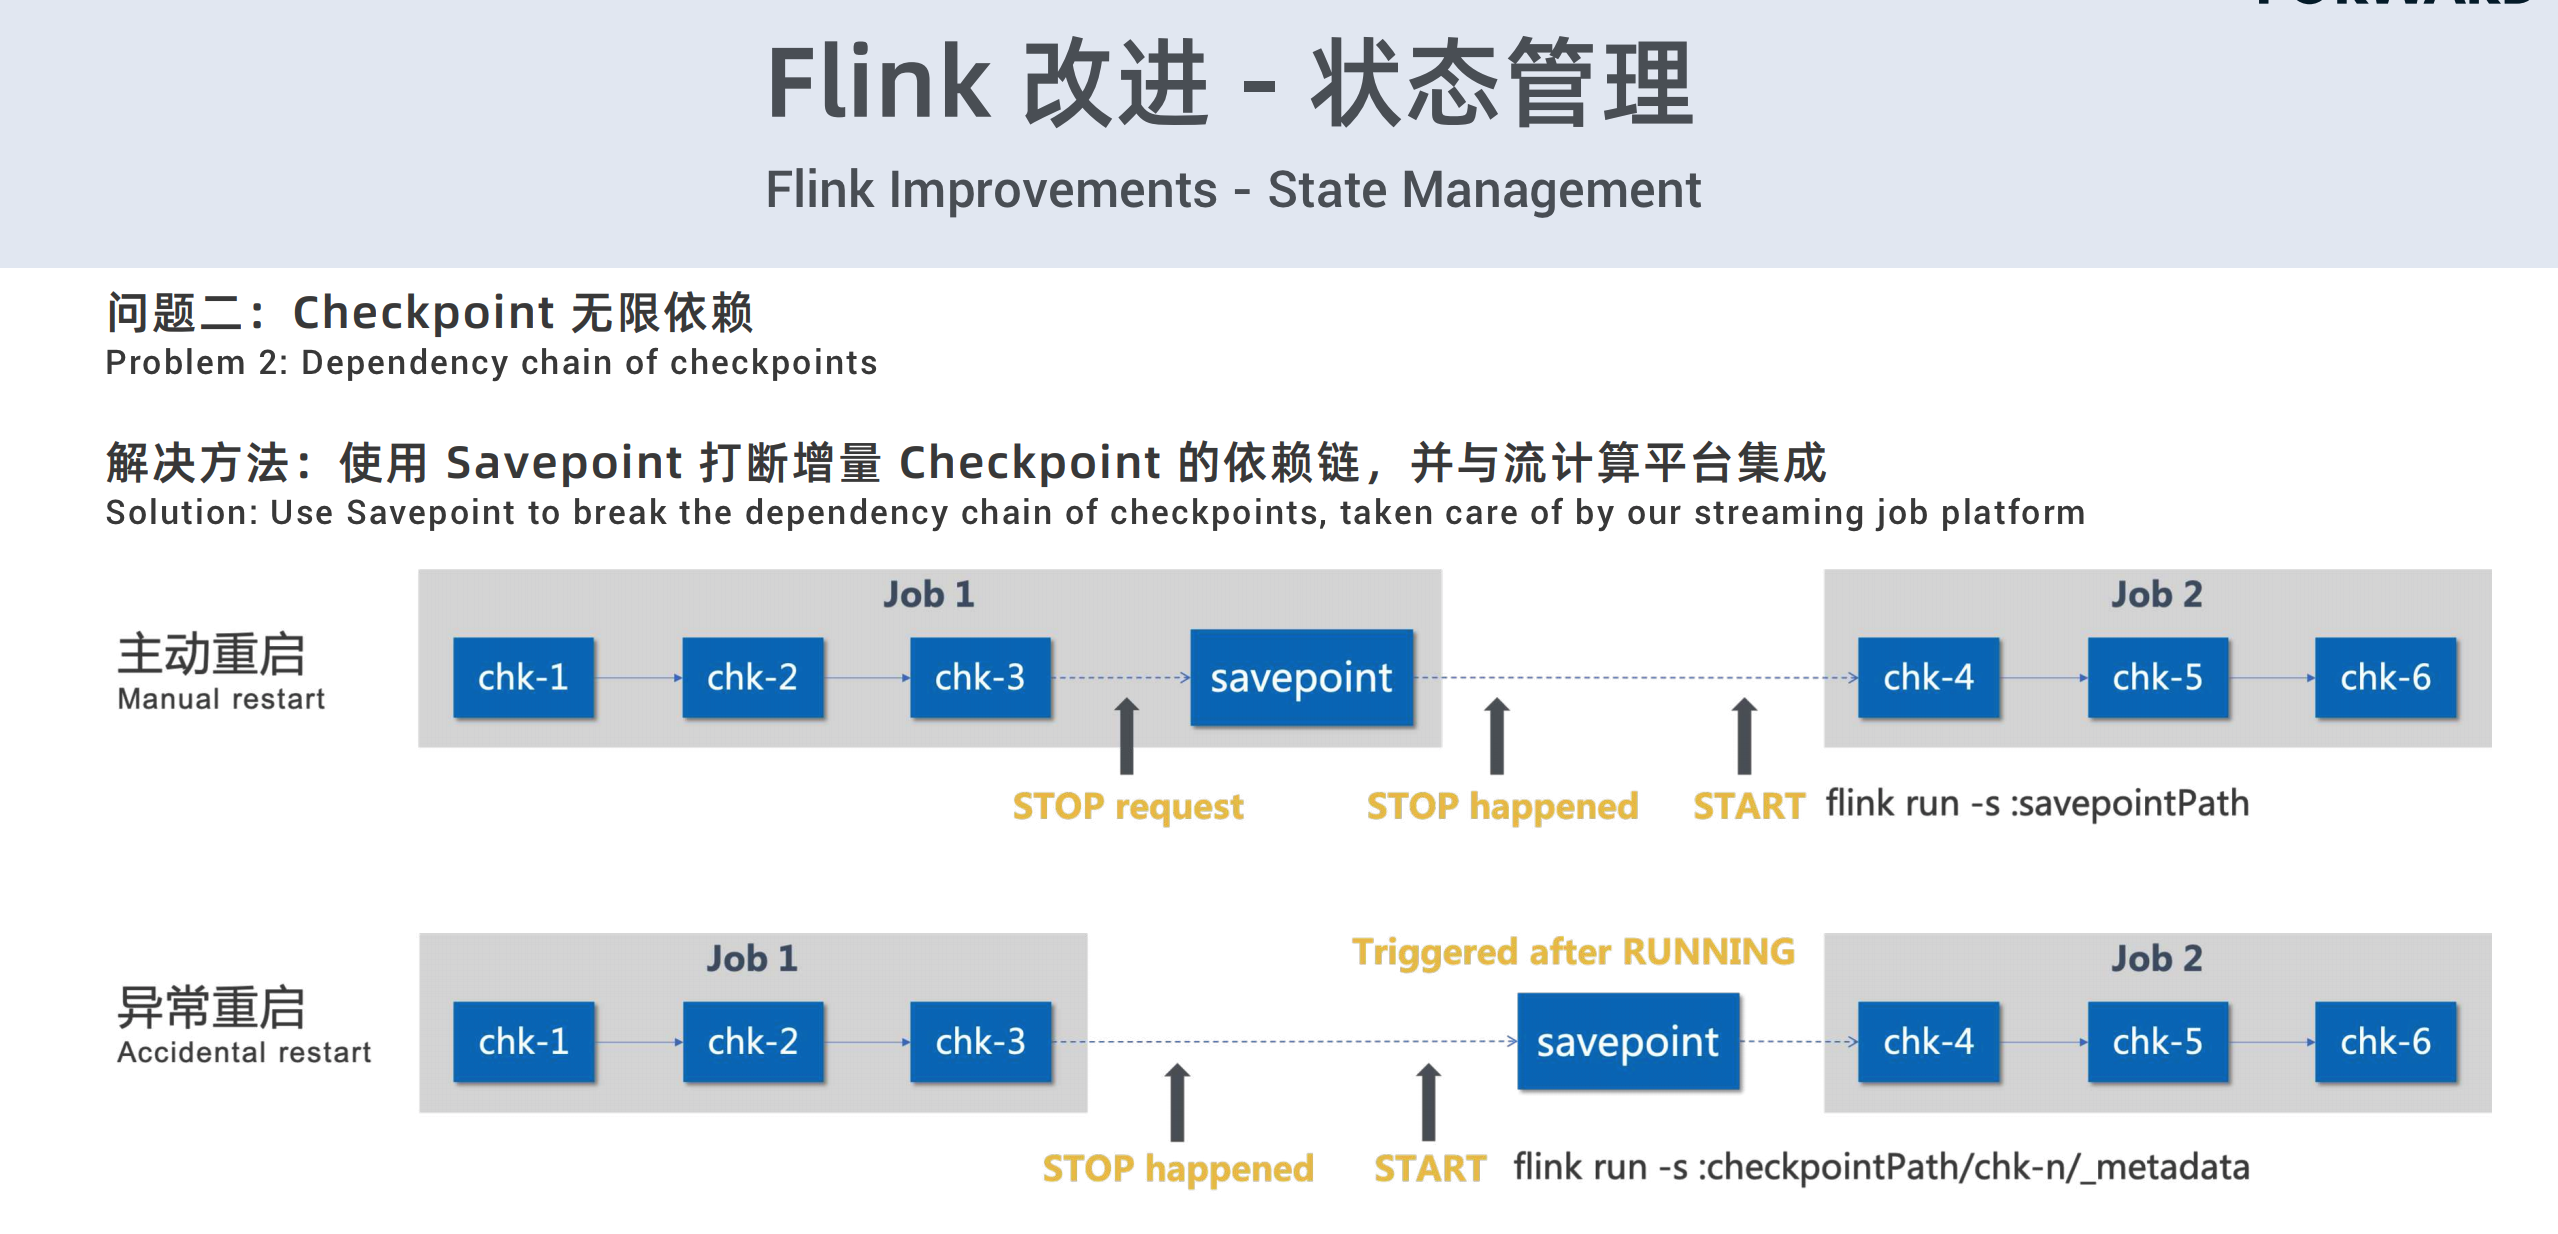 Flink 改进 - 状态管理
Flink Improvements - State Management
问题二：Checkpoint 无限依赖
Problem 2: Dependency chain of checkpoints
解决方法：使用 Savepoint 打断增量 Checkpoint 的依赖链，并与流计算平台集成
Solution: Use Savepoint to break the dependency chain of checkpoints, taken care of by our streaming job platform
Job 1
Job 2
主动重启
Manual restart
chk-1
chk-2
chk-3
savepoint
chk-4
chk-5
chk-6
STOP request
STOP happened
START
flink run -s :savepointPath
Job 1
Triggered after RUNNING
Job 2
异常重启
Accidental restart
chk-1
chk-2
chk-3
savepoint
chk-4
chk-5
chk-6
STOP happened
START
flink run -s :checkpointPath/chk-n/_metadata